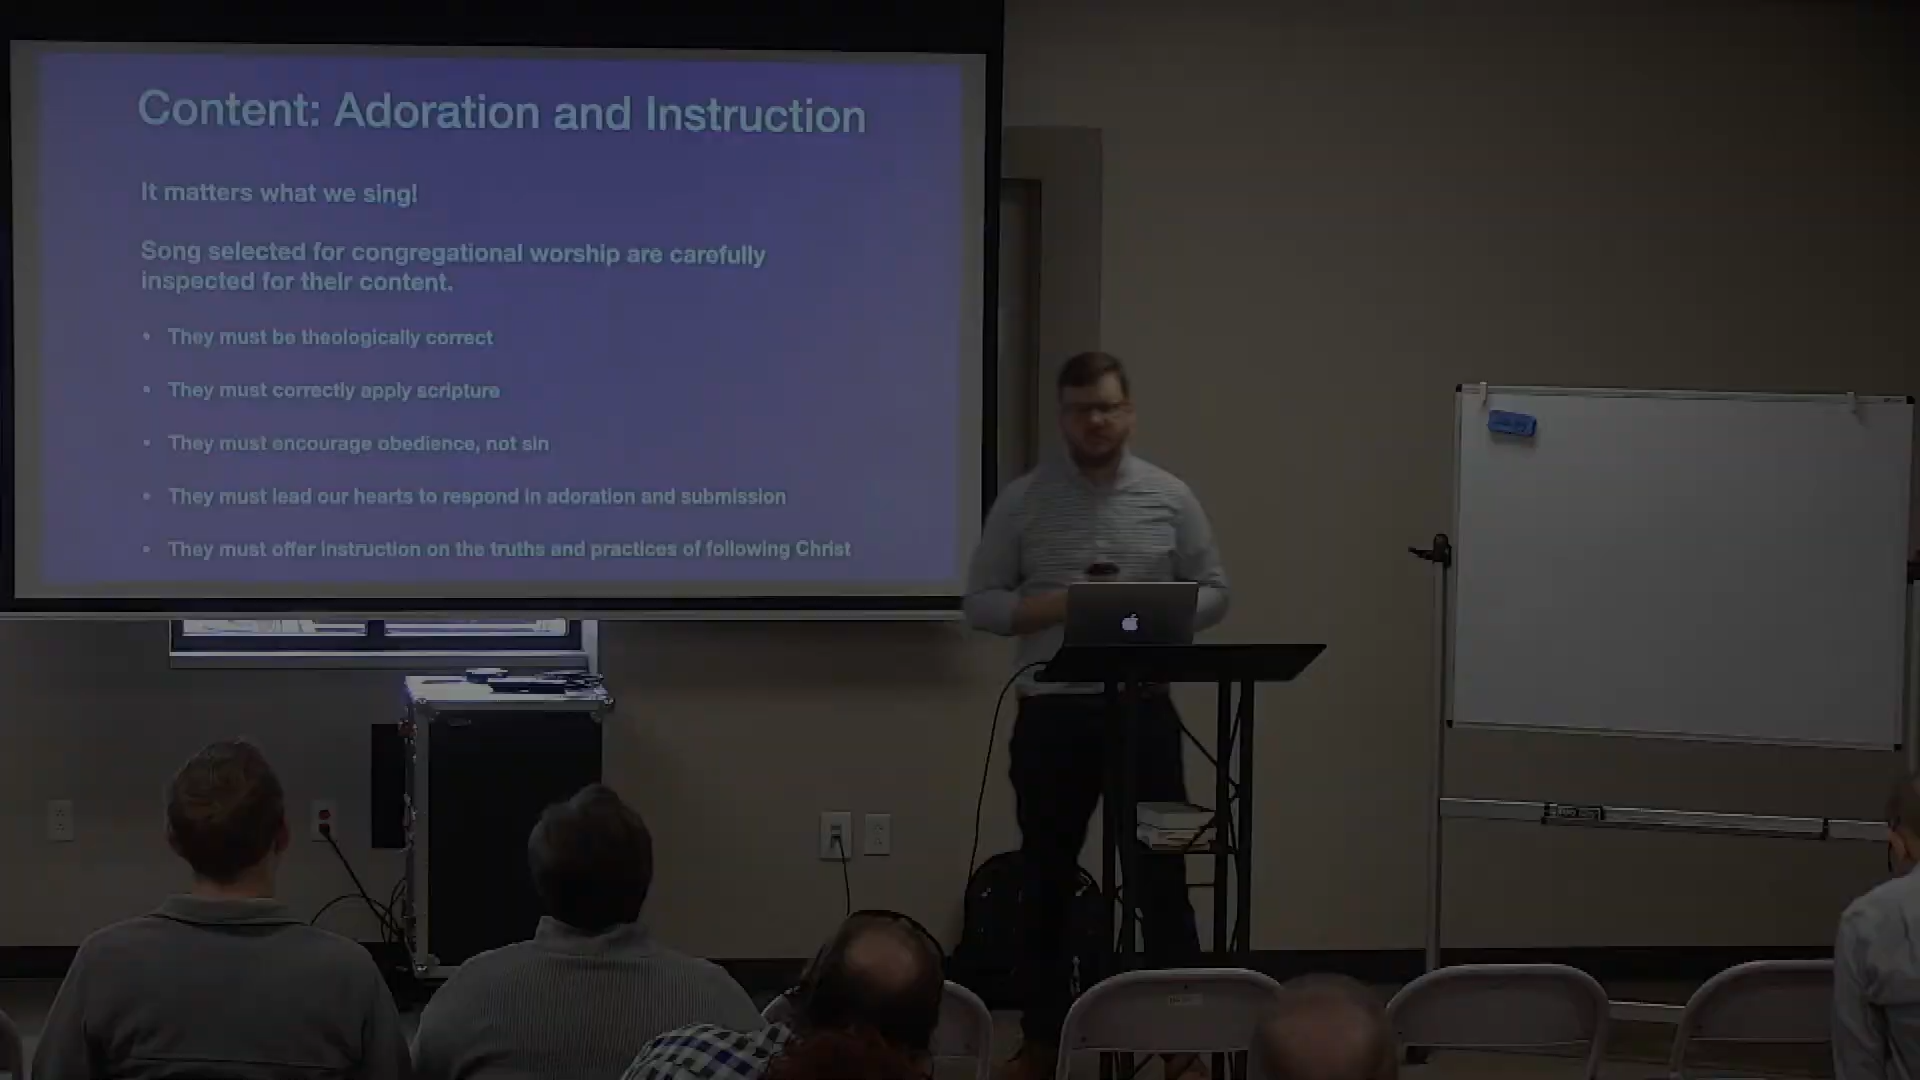 Content: Adoration and Instruction
It matters what we sing!
Song selected for congregational worship are carefully
inspected for their content.
• They must be theologically correct
• They must correctly apply scripture
• They must encourage obedience, not sin
• They must lead our hearts to respond in adoration and submission
• They must offer instruction on the truths and practices of following Christ